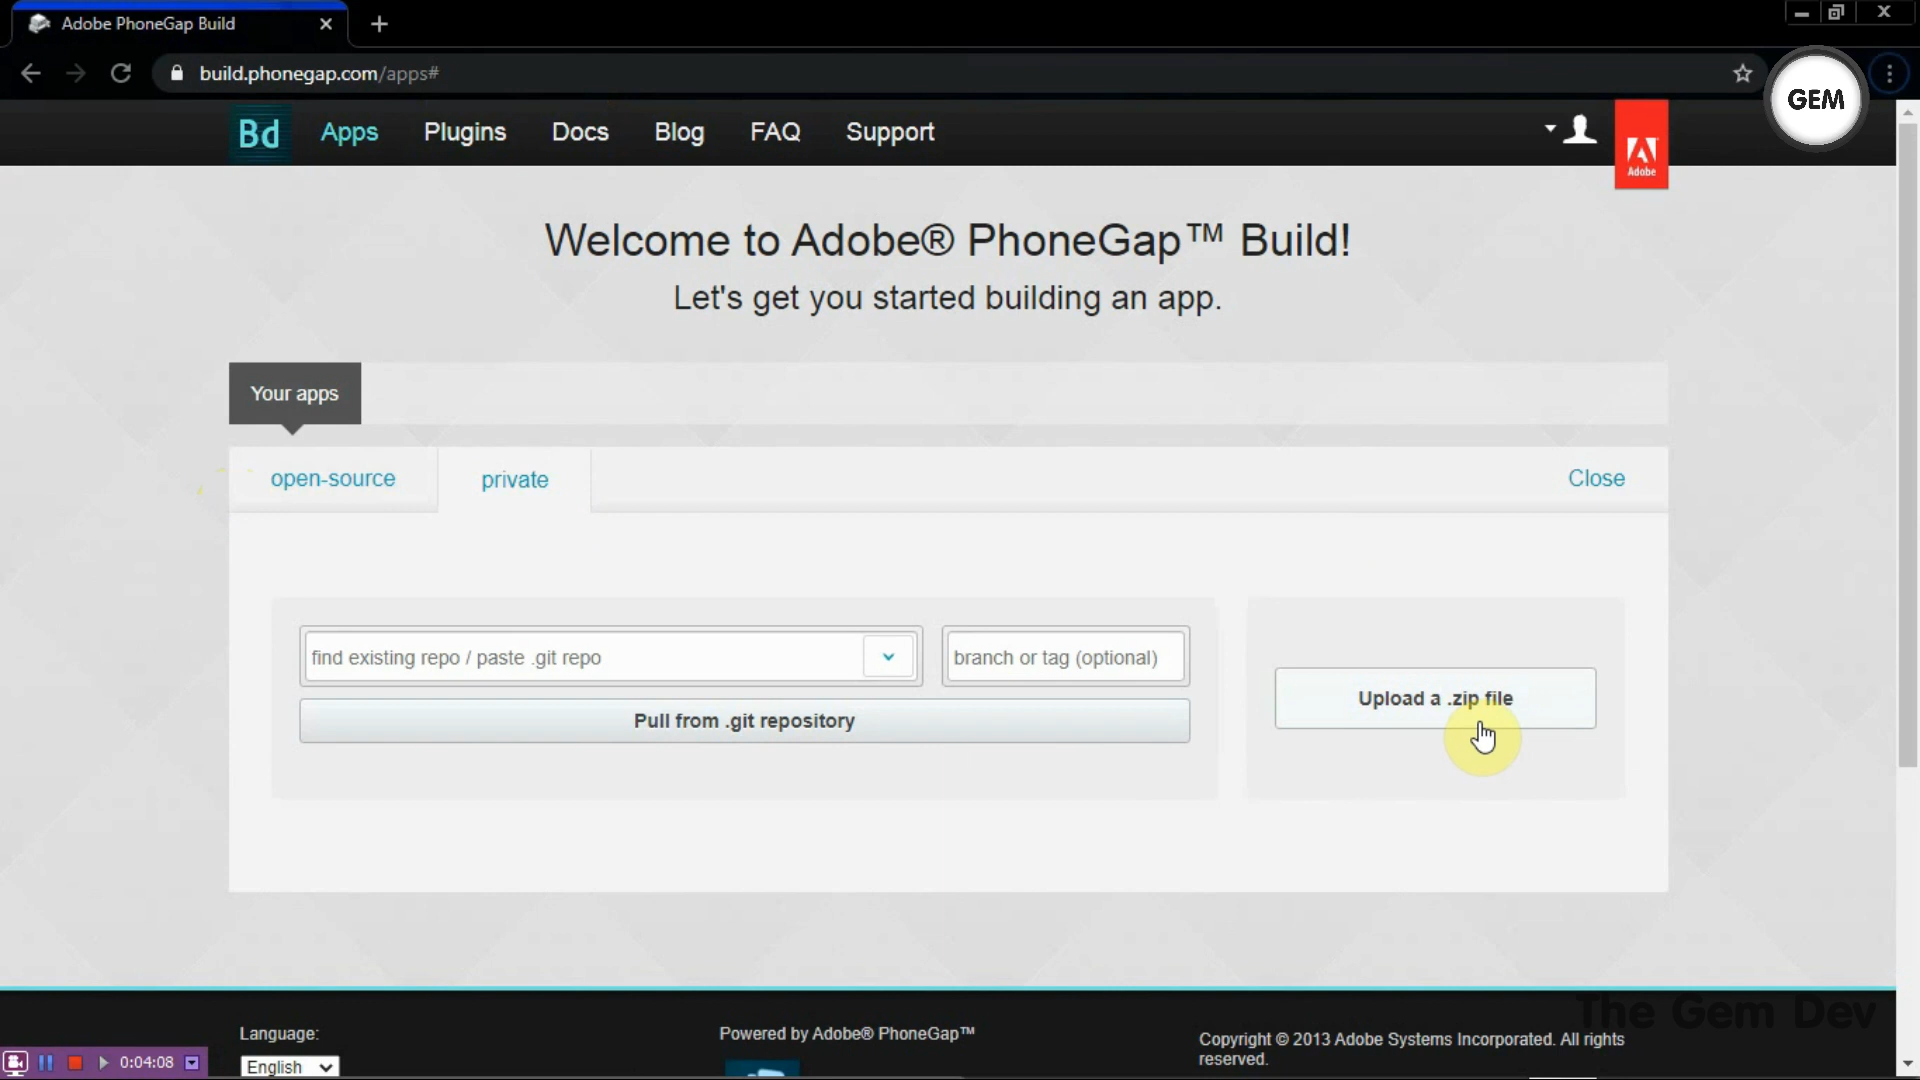 Adobe PhoneGap Build
build.phonegap.com/apps#
GEM
Bd
Apps
Plugins
Docs
Blog
FAQ
Support
Adobe
Welcome to Adobe® PhoneGap™ Build!
Let's get you started building an app.
Your apps
open-source
private
Close
find existing repo / paste .git repo
branch or tag (optional)
Upload a .zip file
Pull from .git repository
The Gem Dev
Language:
English
Powered by Adobe® PhoneGap™
Copyright © 2013 Adobe Systems Incorporated. All rights
reserved.
0:04:08